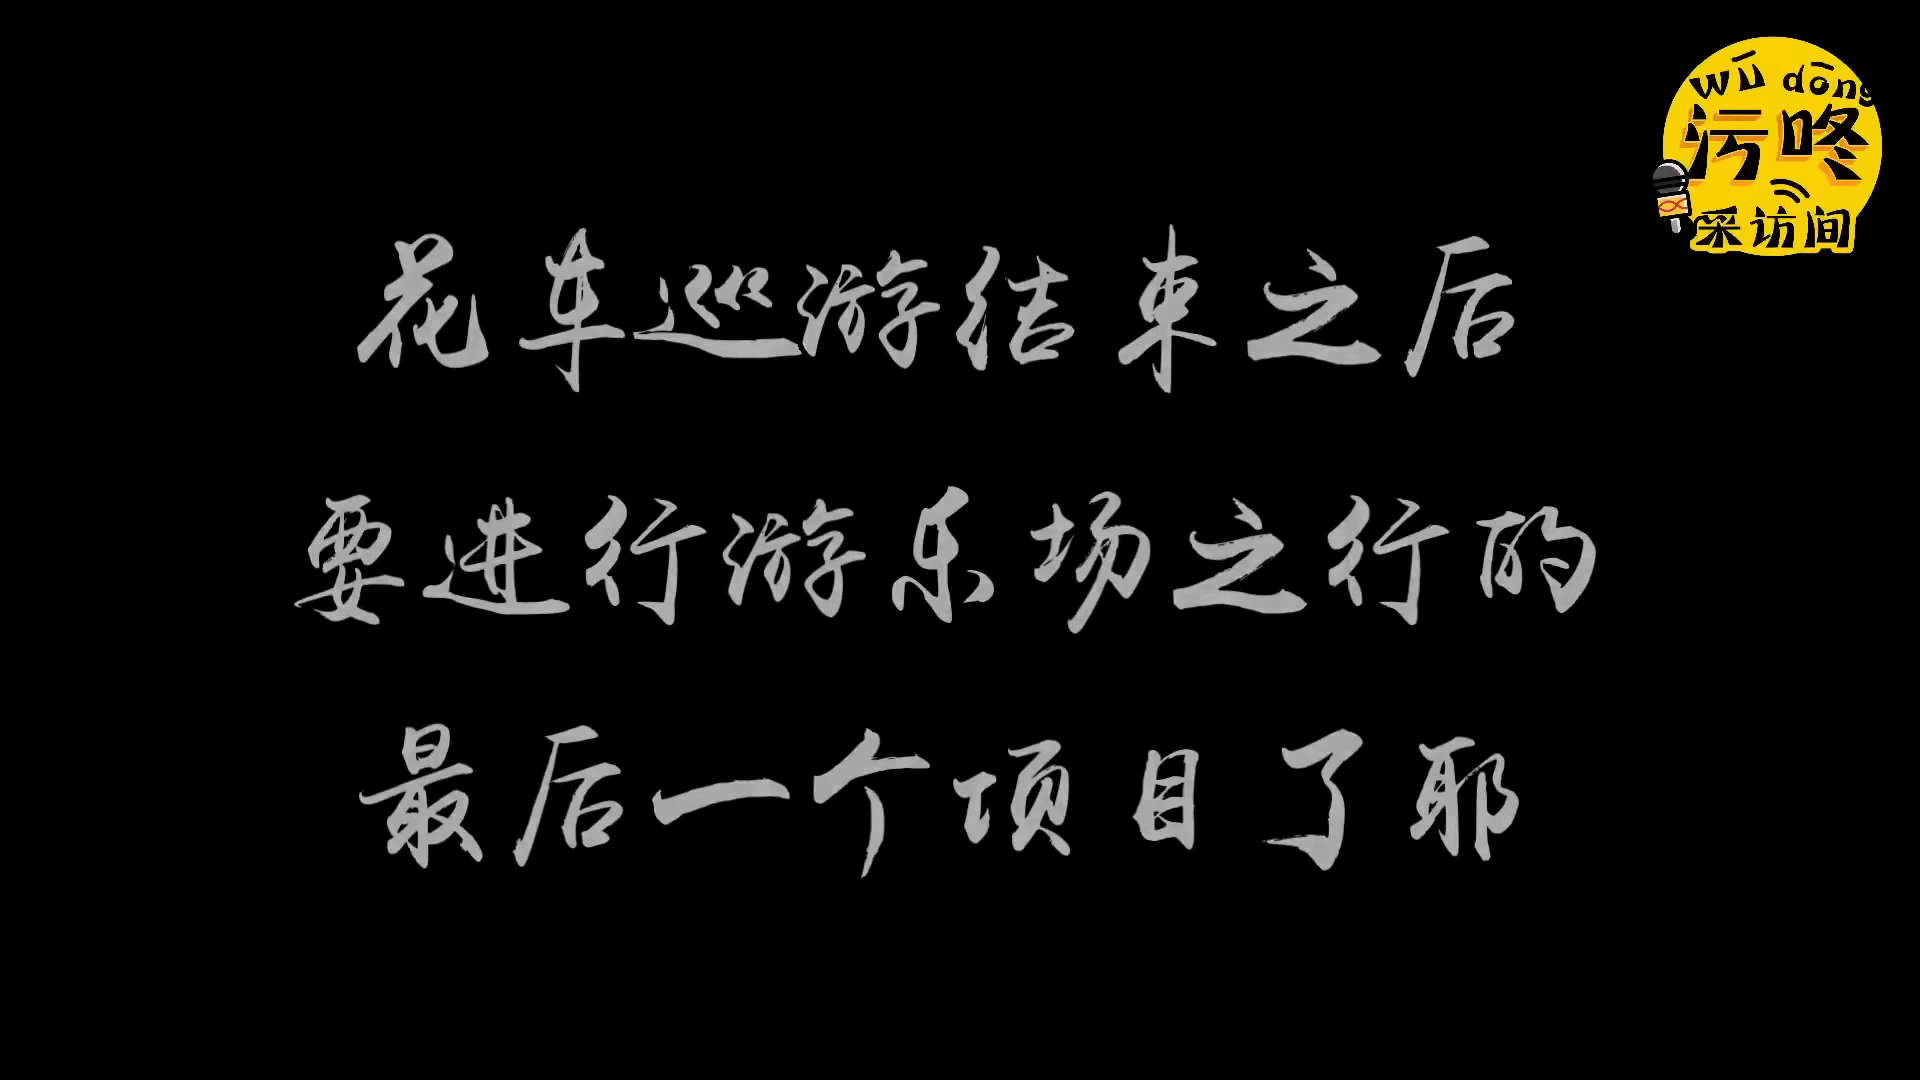 wū dōng
污咚
采访间
花车巡游结束之后
要进行游乐场之行的
最后一个项目了耶